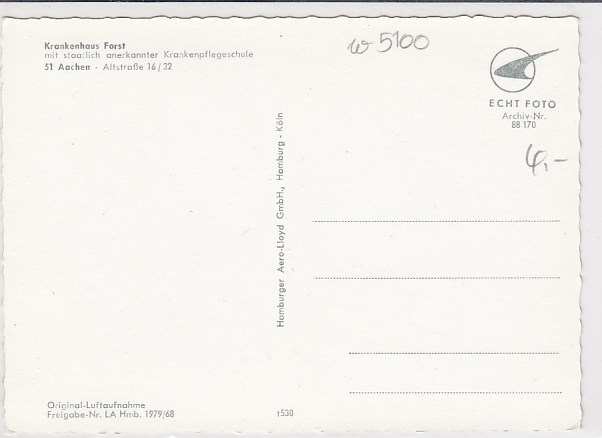 Krankenhaus Forst
mit staatlich anerkannter Krankenpflegeschule
51 Aachen - Altstraße 16/32
w 5100
ECHT FOTO
Archiv-Nr.
88 170
4,-
Hamburger Aero-Lloyd GmbH., Hamburg - Köln
Original-Luftaufnahme
Freigabe-Nr. LA Hmb. 1979/68
1530